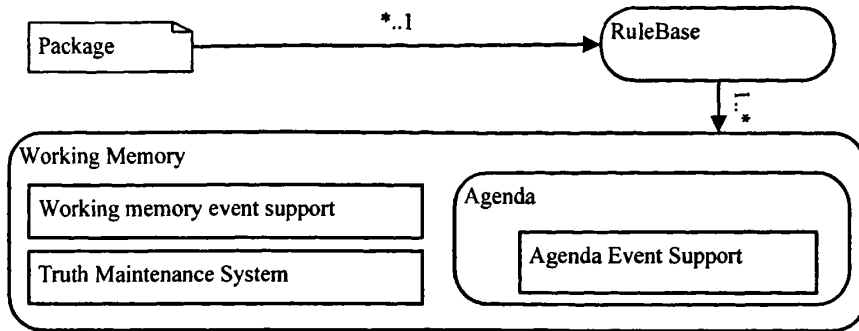 *..1
Package
RuleBase
1..*
Working Memory
Working memory event support
Agenda
Truth Maintenance System
Agenda Event Support